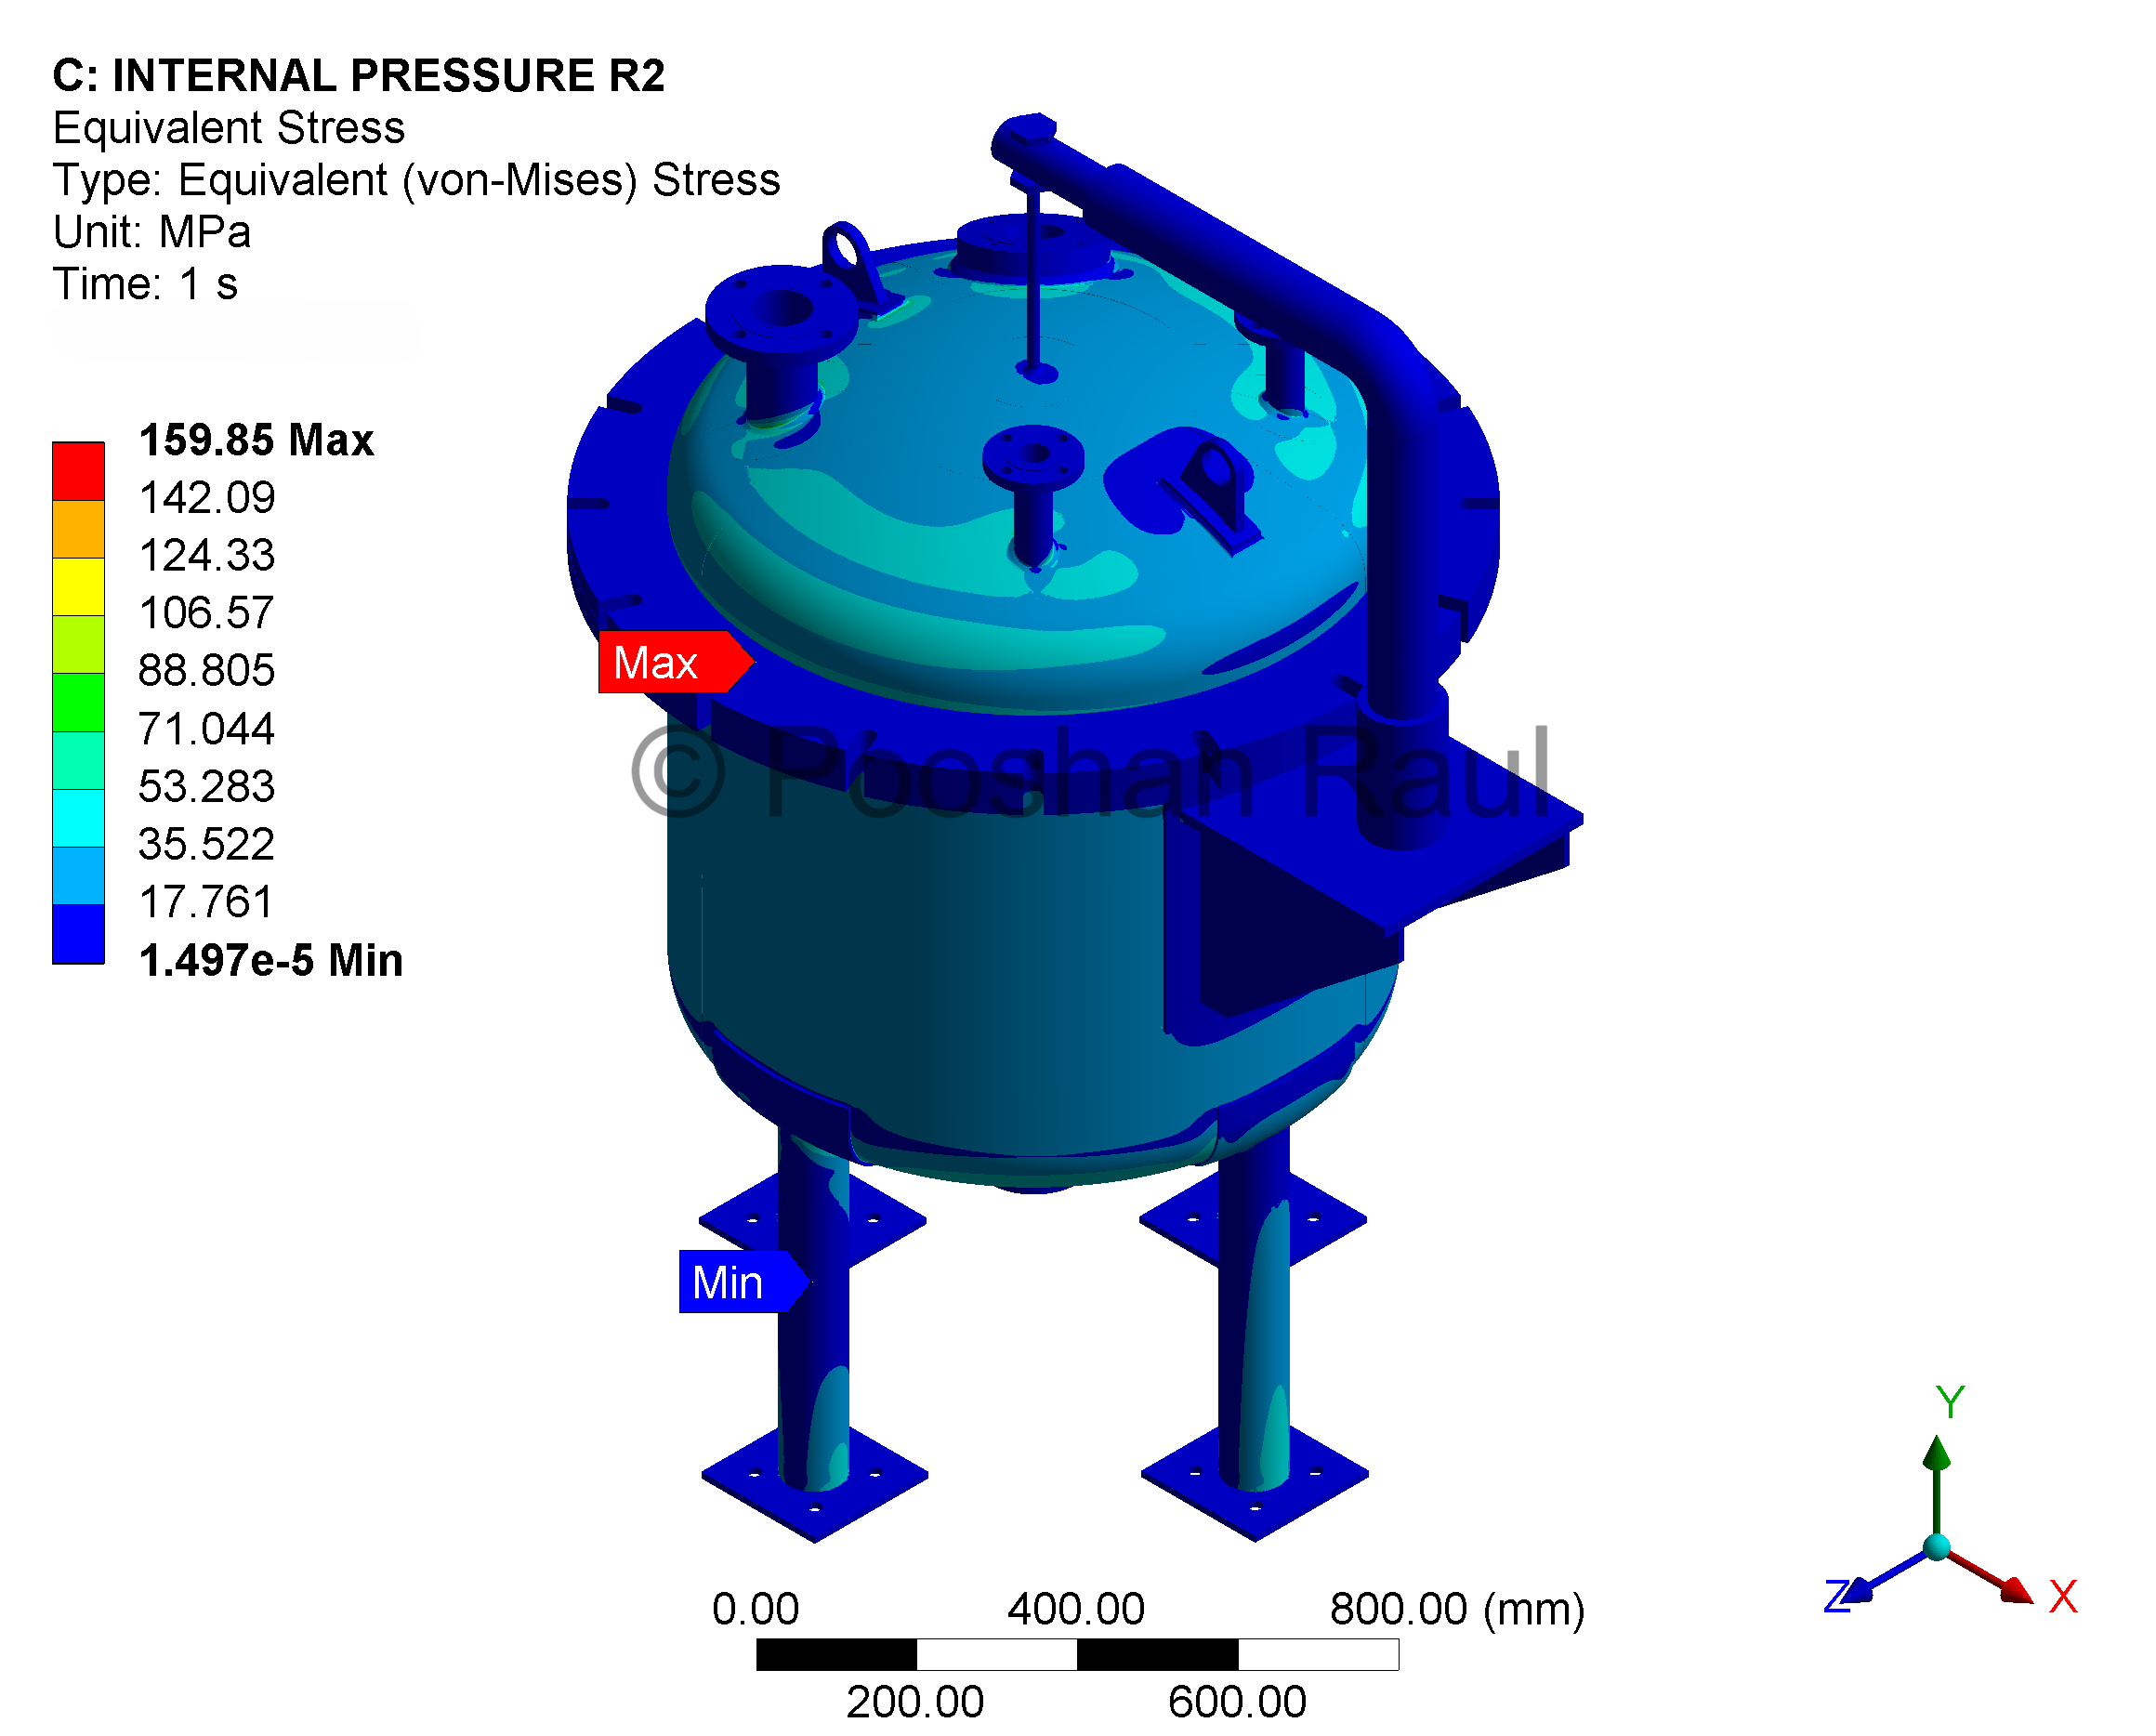 C: INTERNAL PRESSURE R2
Equivalent Stress
Type: Equivalent (von-Mises) Stress
Unit: MPa
Time: 1 s
159.85 Max
142.09
124.33
106.57
88.805
71.044
53.283
35.522
17.761
1.497e-5 Min
Max
© Pooshan Raul
Min
Y
Z
X
0.00
400.00
800.00 (mm)
200.00
600.00